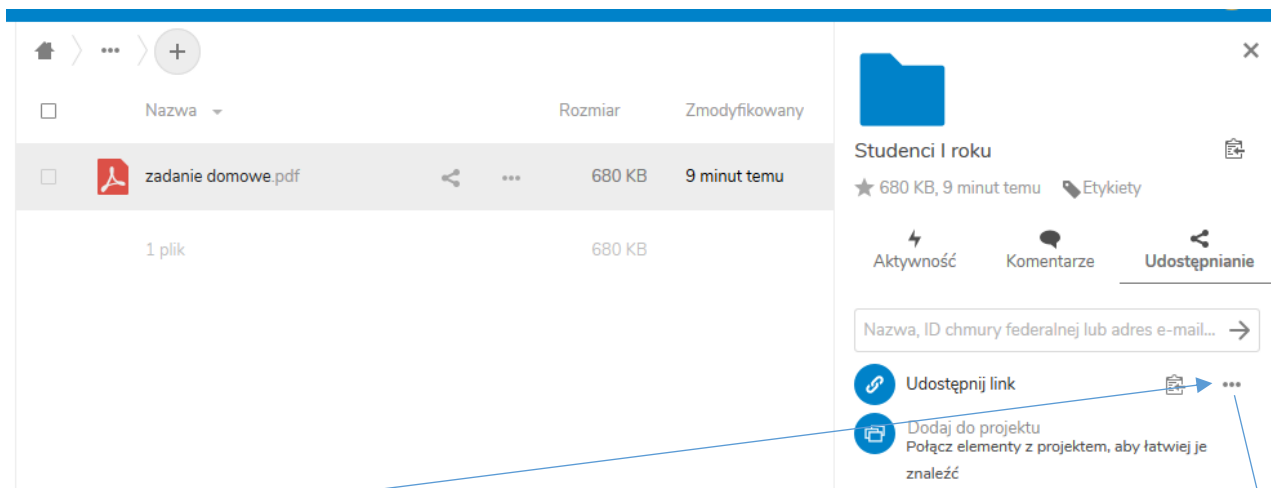 Nazwa Rozmiar Zmodyfikowany
zadanie domowe.pdf 680 KB 9 minut temu
1 plik 680 KB
Studenci I roku
680 KB, 9 minut temu Etykiety
Aktywność Komentarze Udostępnianie
Nazwa, ID chmury federalnej lub adres e-mail...
Udostępnij link
Dodaj do projektu
Połącz elementy z projektem, aby łatwiej je
znaleźć